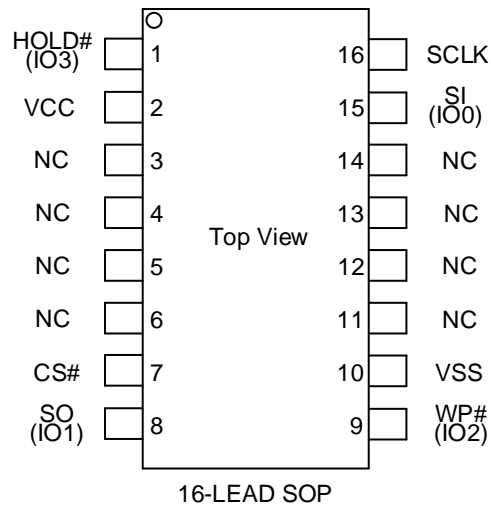 HOLD#
(IO3) 1 16 SCLK
VCC 2 15 SI
(IO0)
NC 3 14 NC
NC 4 13 NC
Top View
NC 5 12 NC
NC 6 11 NC
CS# 7 10 VSS
SO
(IO1) 8 9 WP#
(IO2)
16-LEAD SOP